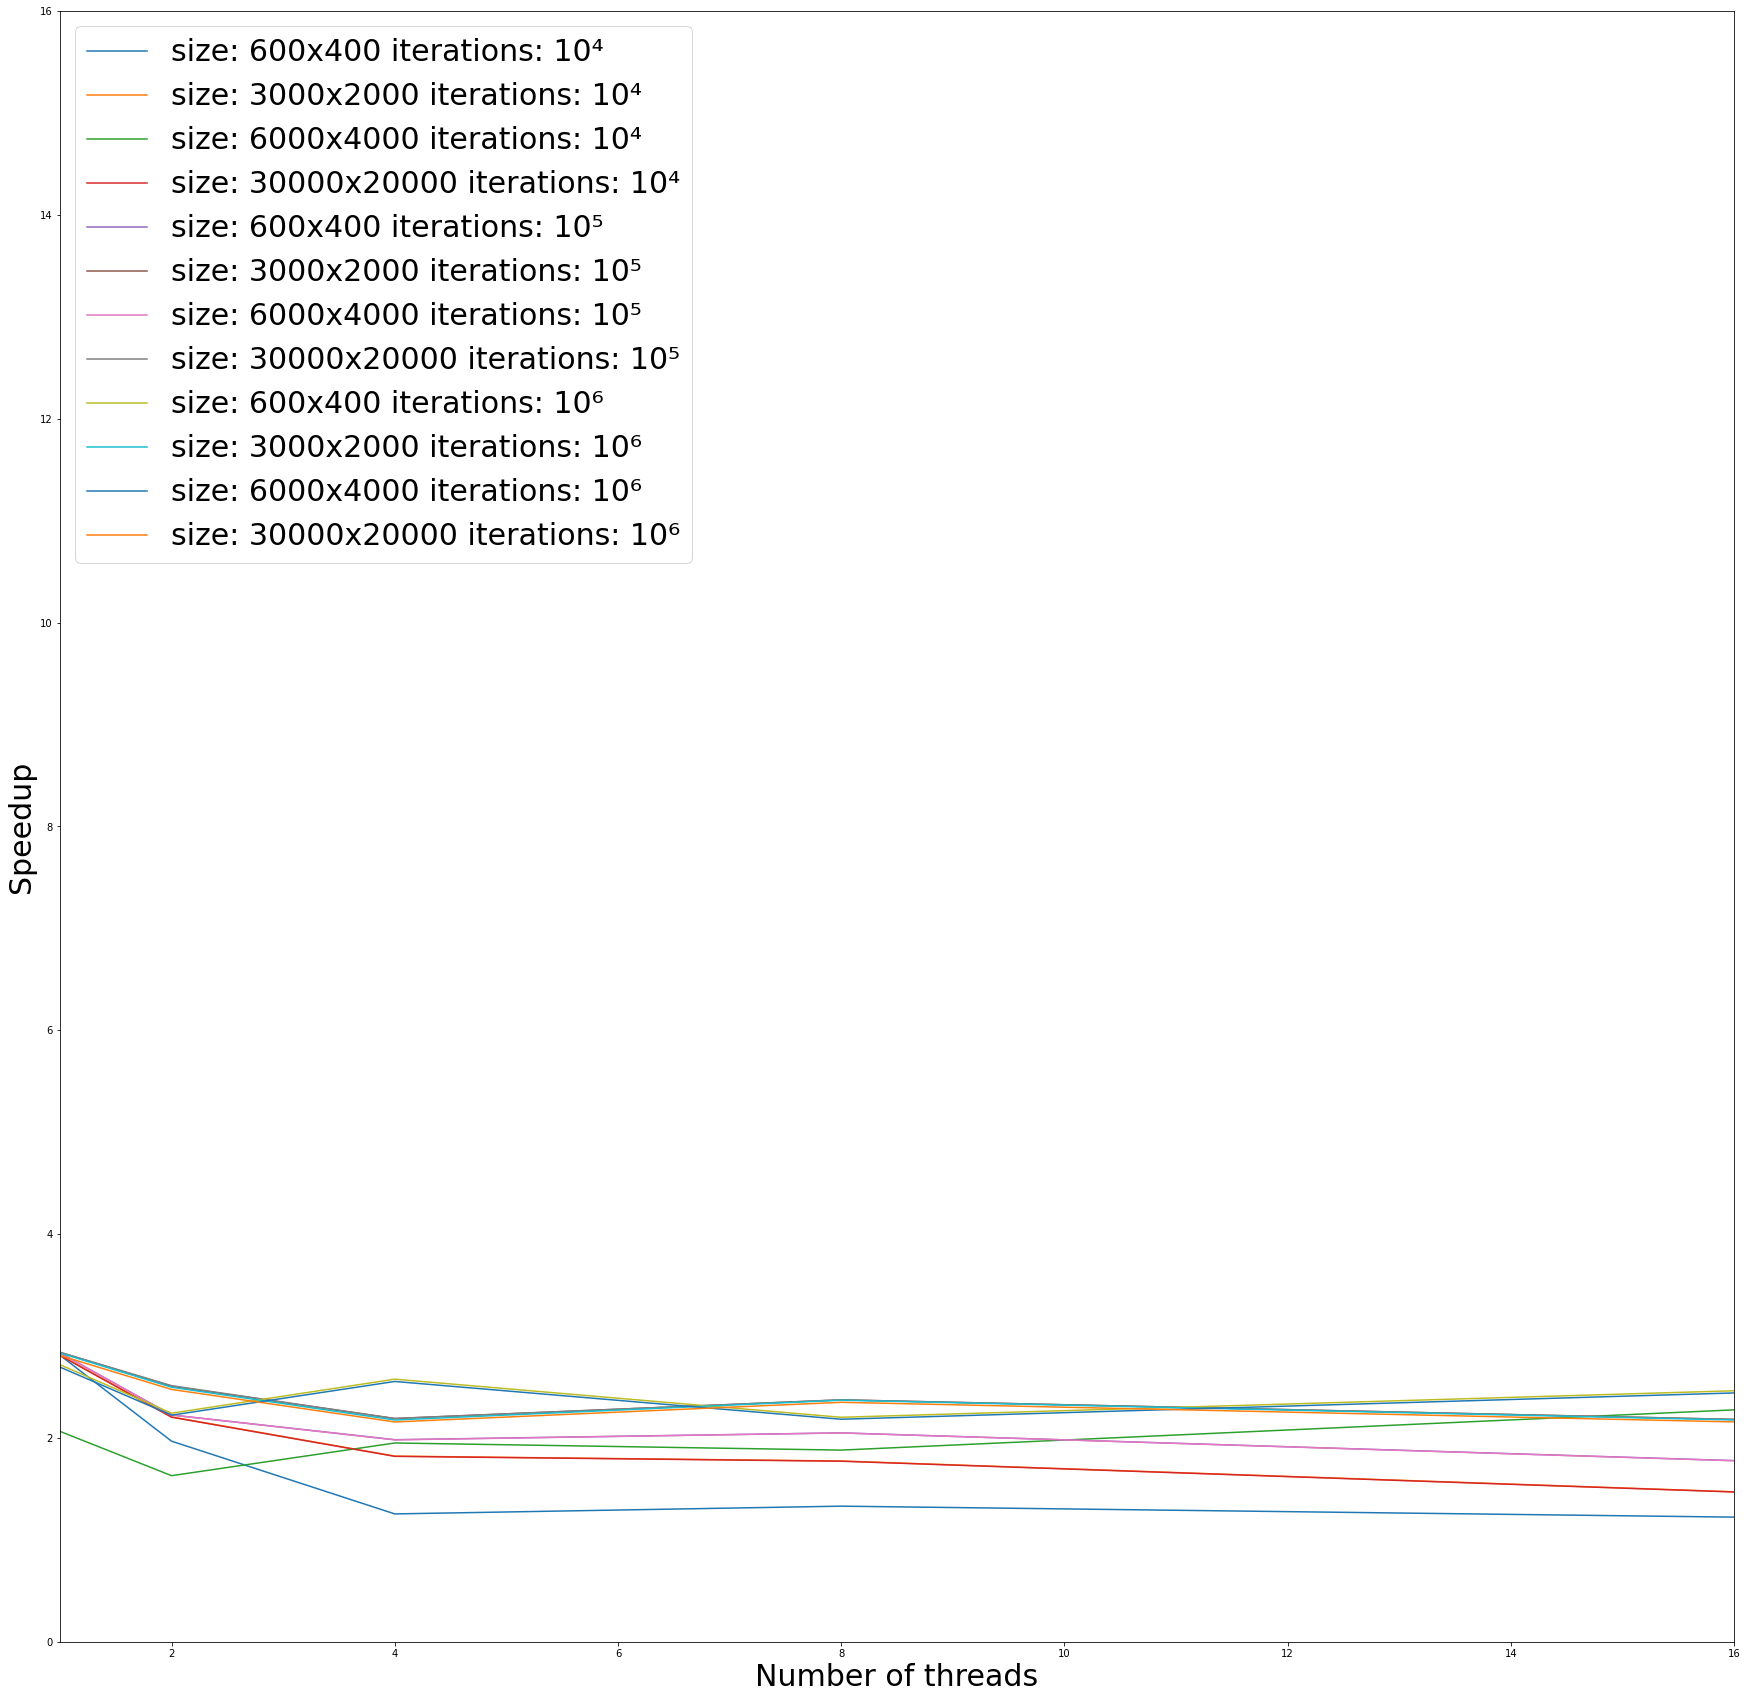 16
size: 600x400 iterations: 10⁴
size: 3000x2000 iterations: 10⁴
size: 6000x4000 iterations: 10⁴
size: 30000x20000 iterations: 10⁴
size: 600x400 iterations: 10⁵
size: 3000x2000 iterations: 10⁵
size: 6000x4000 iterations: 10⁵
size: 30000x20000 iterations: 10⁵
size: 600x400 iterations: 10⁶
size: 3000x2000 iterations: 10⁶
size: 6000x4000 iterations: 10⁶
size: 30000x20000 iterations: 10⁶
14
12
10
8
6
4
2
0
Speedup
2 4 6 8 10 12 14 16
Number of threads